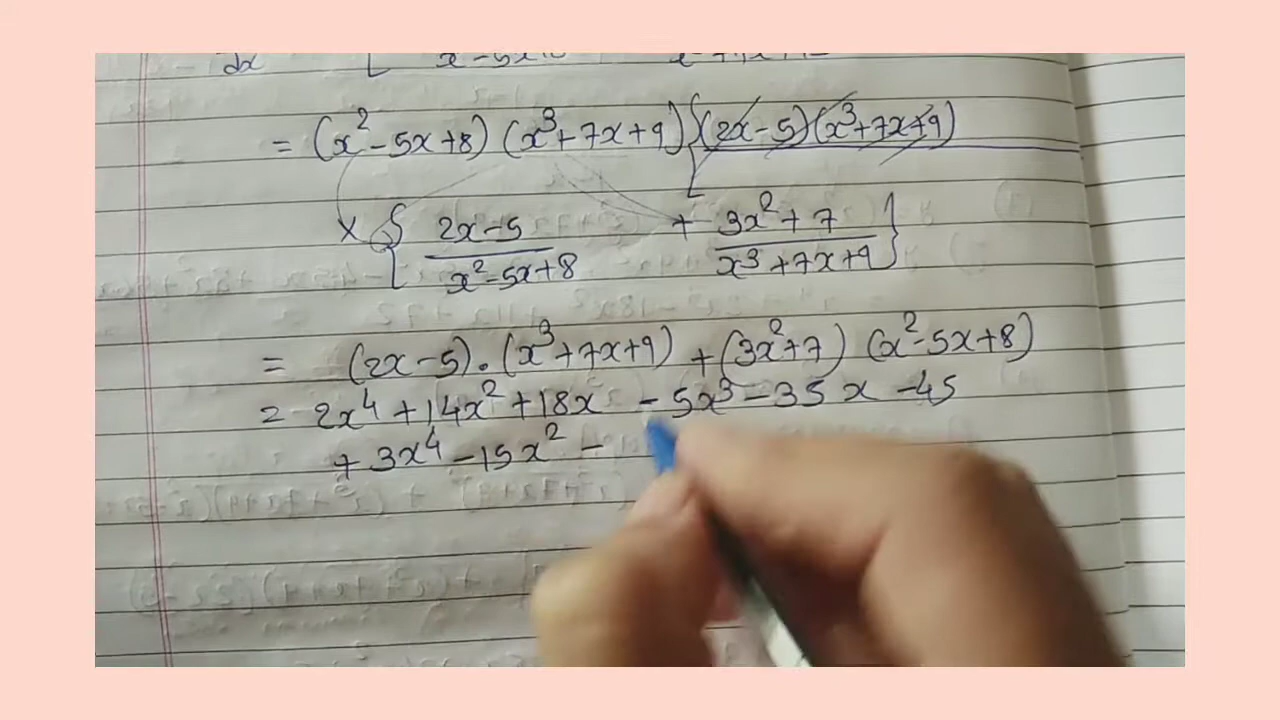 dx
= (x² - 5x + 8) (x³ + 7x + 9) {(2x - 5)(x³ + 7x + 9)
x { 2x - 5 / x² - 5x + 8 + 3x² + 7 / x³ + 7x + 9 }
= (2x - 5) . (x³ + 7x + 9) + (3x² + 7) (x² - 5x + 8)
= 2x⁴ + 14x² + 18x - 5x³ - 35x - 45
+ 3x⁴ - 15x² -